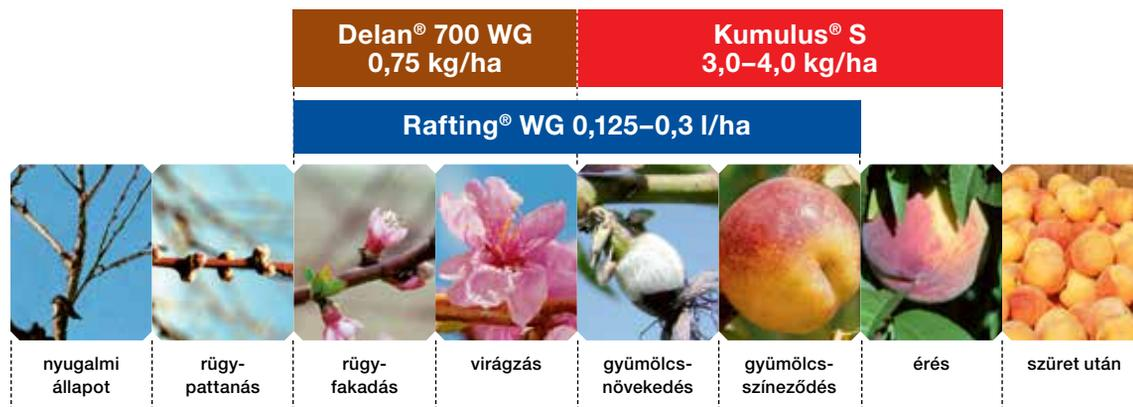 Delan® 700 WG
0,75 kg/ha
Kumulus® S
3,0–4,0 kg/ha
Rafting® WG 0,125–0,3 l/ha
nyugalmi
állapot
rügy-
pattanás
rügy-
fakadás
virágzás
gyümölcs-
növekedés
gyümölcs-
színeződés
érés
szüret után